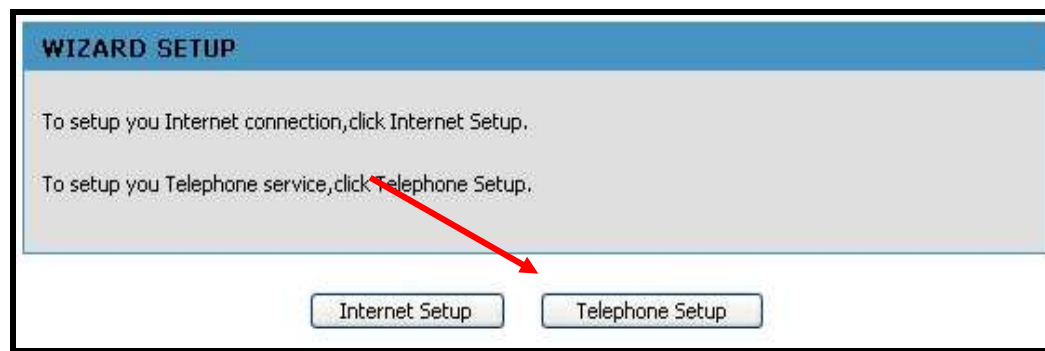 WIZARD SETUP
To setup you Internet connection,click Internet Setup.
To setup you Telephone service,click Telephone Setup.
Internet Setup Telephone Setup